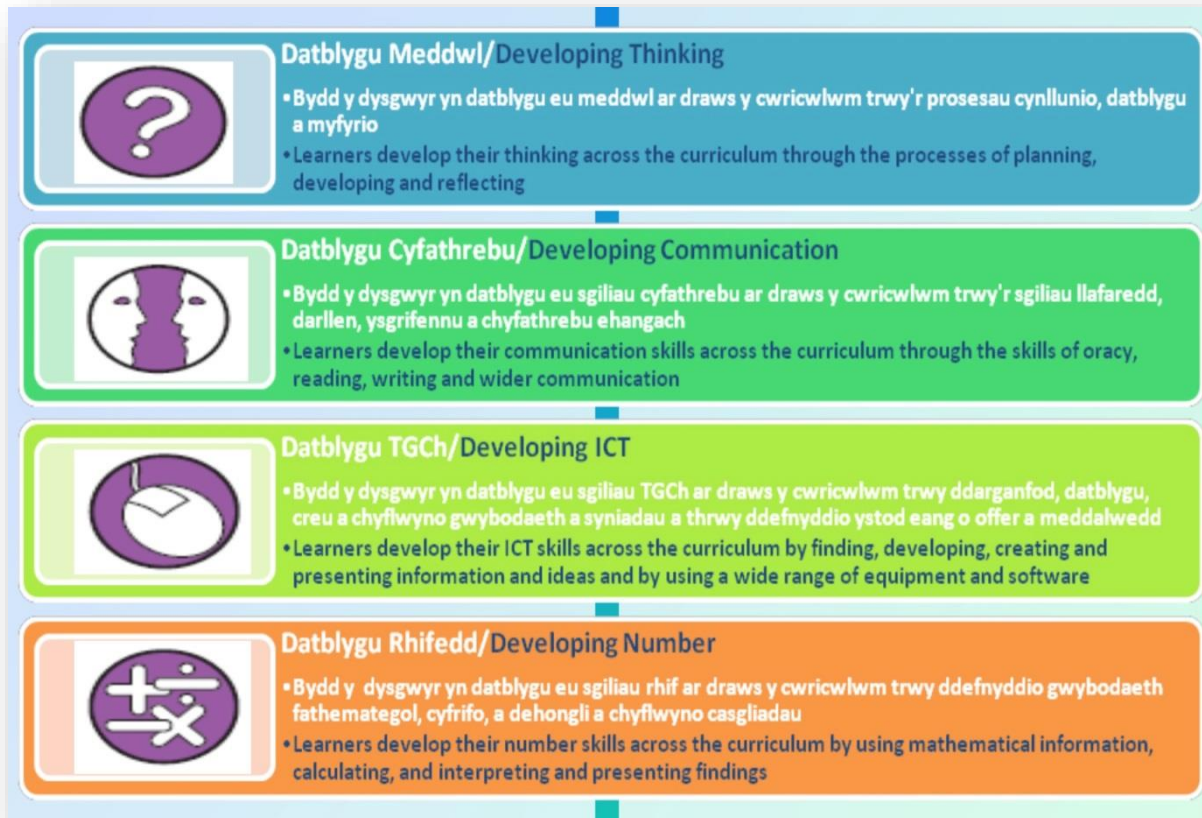 Datblygu Meddwl/Developing Thinking
•Bydd y dysgwyr yn datblygu eu meddwl ar draws y cwricwlwm trwy'r prosesau cynllunio, datblygu
a myfyrio
•Learners develop their thinking across the curriculum through the processes of planning,
developing and reflecting
Datblygu Cyfathrebu/Developing Communication
•Bydd y dysgwyr yn datblygu eu sgiliau cyfathrebu ar draws y cwricwlwm trwy'r sgiliau llafaredd,
darllen, ysgrifennu a chyfathrebu ehangach
•Learners develop their communication skills across the curriculum through the skills of oracy,
reading, writing and wider communication
Datblygu TGCh/Developing ICT
•Bydd y dysgwyr yn datblygu eu sgiliau TGCh ar draws y cwricwlwm trwy ddarganfod, datblygu,
creu a chyflwyno gwybodaeth a syniadau a thrwy ddefnyddio ystod eang o offer a meddalwedd
•Learners develop their ICT skills across the curriculum by finding, developing, creating and
presenting information and ideas and by using a wide range of equipment and software
Datblygu Rhifedd/Developing Number
•Bydd y dysgwyr yn datblygu eu sgiliau rhif ar draws y cwricwlwm trwy ddefnyddio gwybodaeth
fathemategol, cyfrifo, a dehongli a chyflwyno casgliadau
•Learners develop their number skills across the curriculum by using mathematical information,
calculating, and interpreting and presenting findings